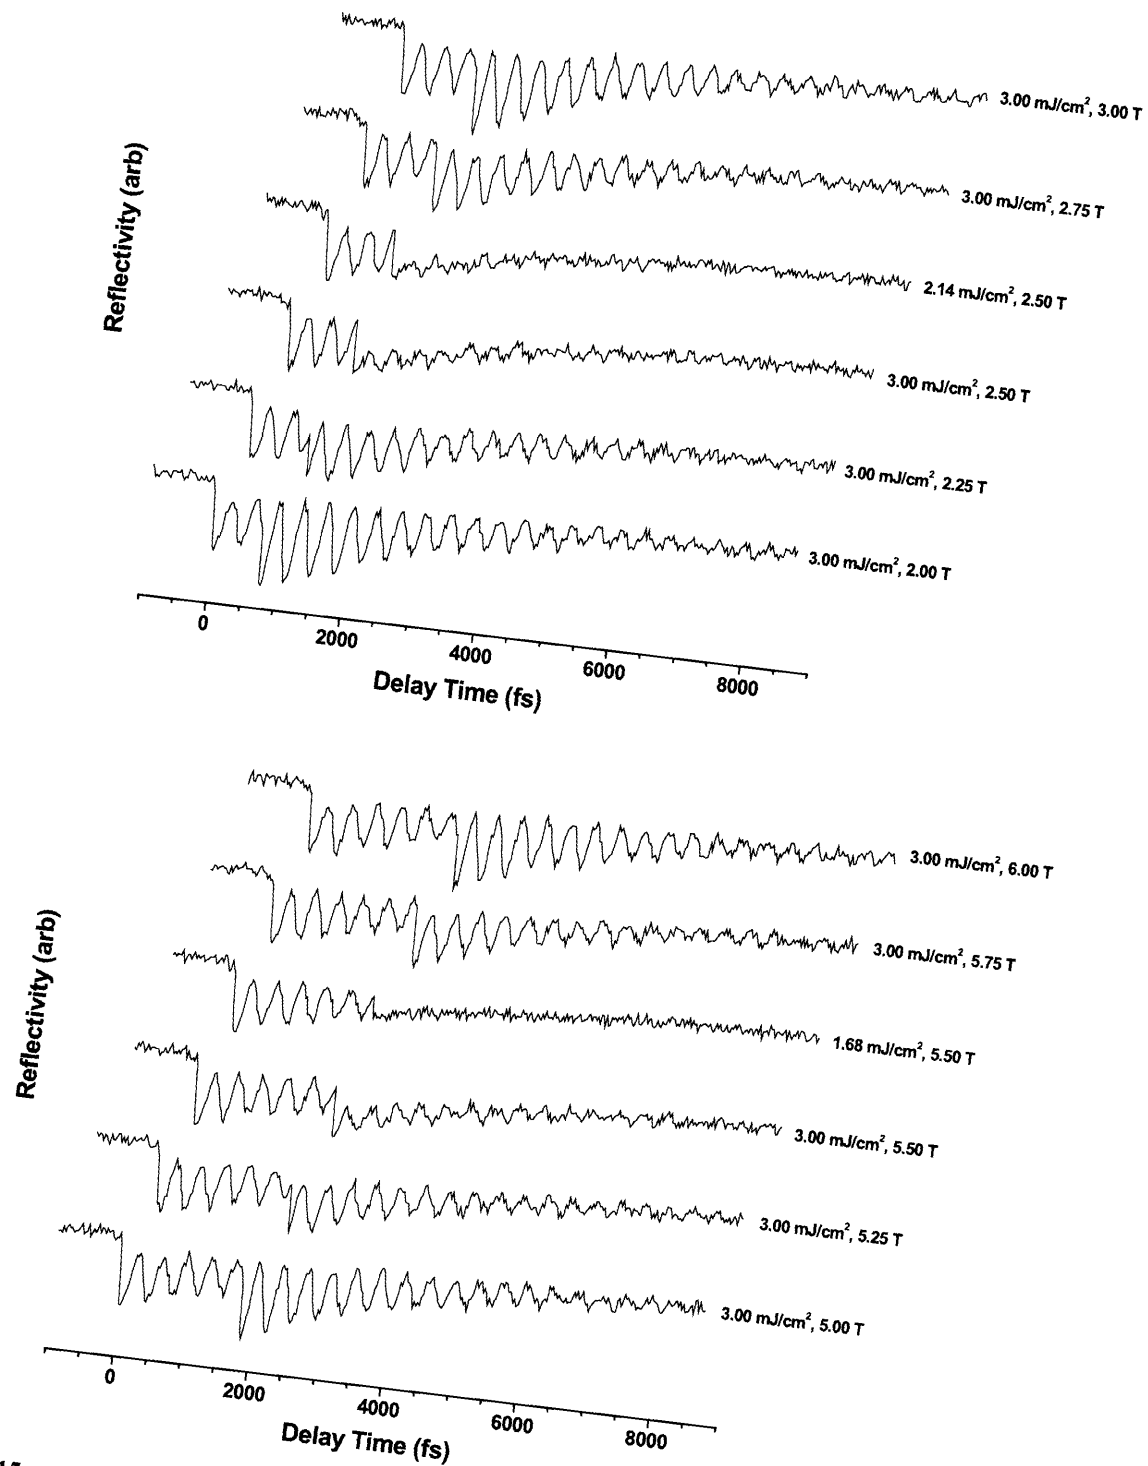 3.00 mJ/cm², 3.00 T
3.00 mJ/cm², 2.75 T
2.14 mJ/cm², 2.50 T
3.00 mJ/cm², 2.50 T
3.00 mJ/cm², 2.25 T
3.00 mJ/cm², 2.00 T
Reflectivity (arb)
0 2000 4000 6000 8000
Delay Time (fs)
3.00 mJ/cm², 6.00 T
3.00 mJ/cm², 5.75 T
1.68 mJ/cm², 5.50 T
3.00 mJ/cm², 5.50 T
3.00 mJ/cm², 5.25 T
3.00 mJ/cm², 5.00 T
Reflectivity (arb)
0 2000 4000 6000 8000
Delay Time (fs)